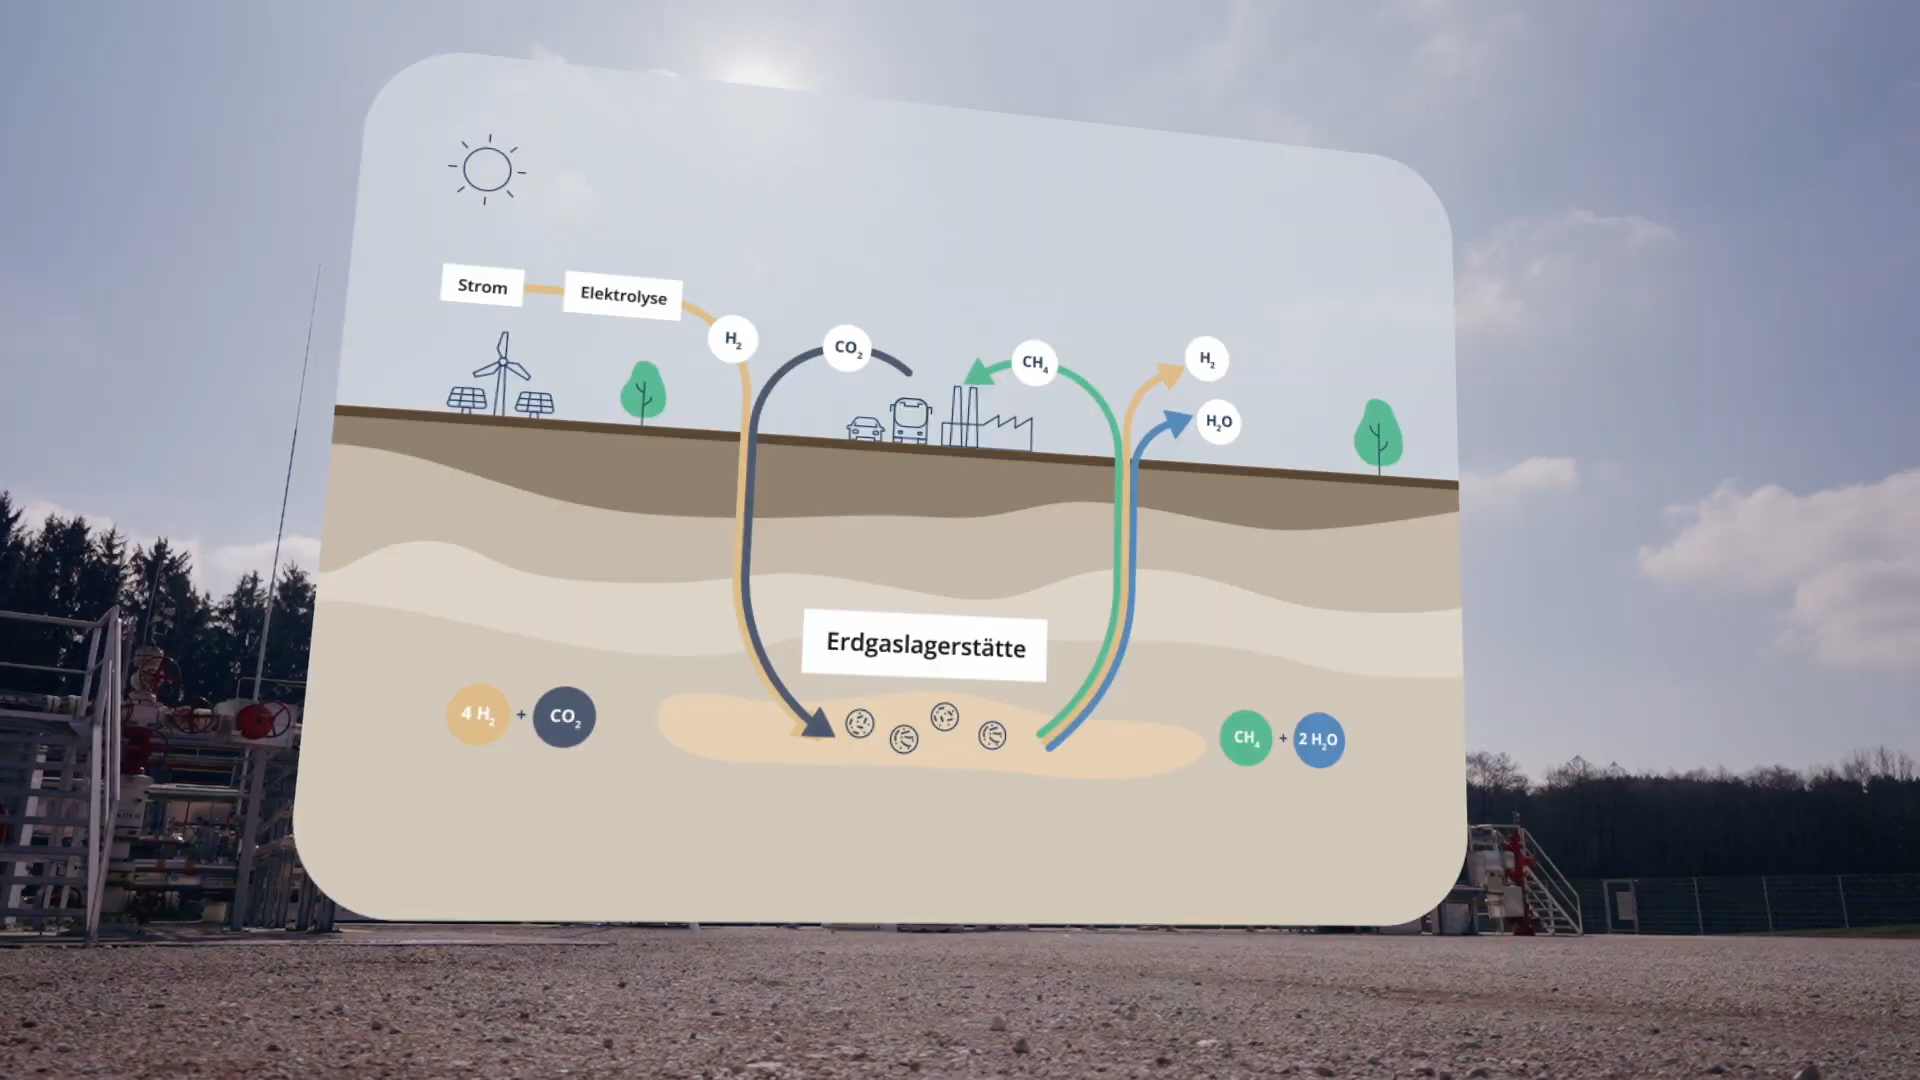 Strom
Elektrolyse
H₂
CO₂
CH₄
H₂
H₂O
Erdgaslagerstätte
4 H₂ + CO₂
CH₄ + 2 H₂O